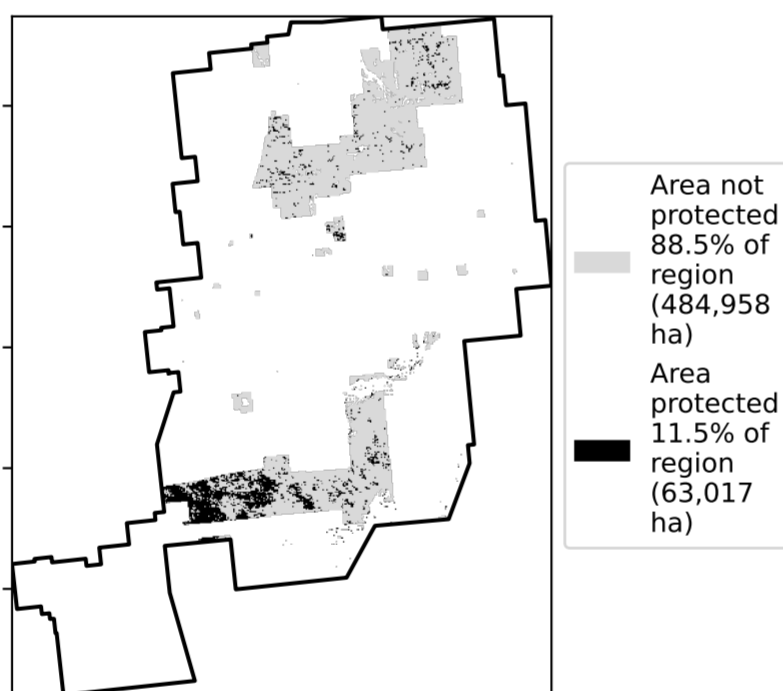 Area not
protected
88.5% of
region
(484,958
ha)
Area
protected
11.5% of
region
(63,017
ha)